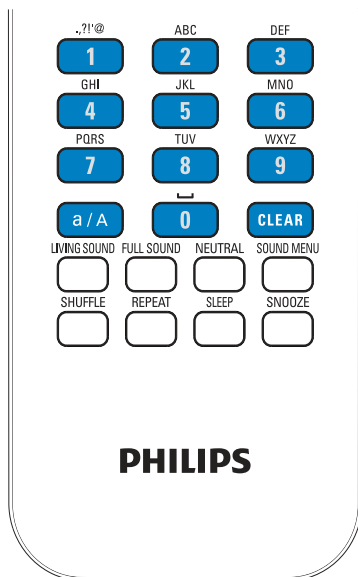 .,?!'@ ABC DEF
1 2 3
GHI JKL MNO
4 5 6
PQRS TUV WXYZ
7 8 9
a / A 0 CLEAR
LIVING SOUND FULL SOUND NEUTRAL SOUND MENU
SHUFFLE REPEAT SLEEP SNOOZE
PHILIPS